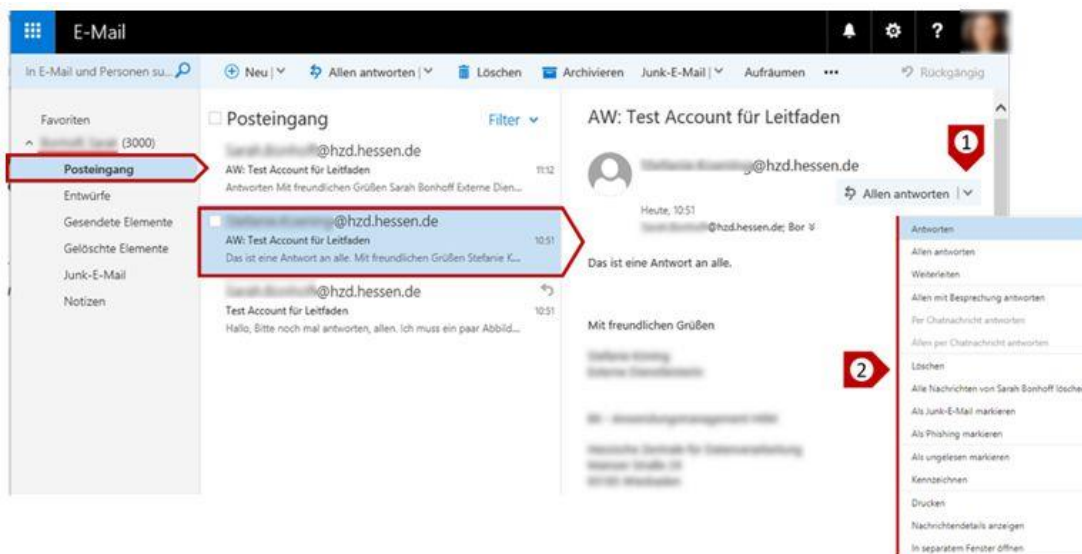 E-Mail
?
In E-Mail und Personen su...
Neu
Allen antworten
Löschen
Archivieren
Junk-E-Mail
Aufräumen
Rückgängig
Favoriten
(3000)
Posteingang
Entwürfe
Gesendete Elemente
Gelöschte Elemente
Junk-E-Mail
Notizen
Posteingang
Filter
@hzd.hessen.de
AW: Test Account für Leitfaden 11:12
Antworten Mit freundlichen Grüßen Sarah Bonhoff Externe Dien...
@hzd.hessen.de
AW: Test Account für Leitfaden 10:51
Das ist eine Antwort an alle. Mit freundlichen Grüßen Stefanie K...
@hzd.hessen.de
Test Account für Leitfaden 10:51
Hallo, Bitte noch mal antworten, allen. Ich muss ein paar Abbild...
AW: Test Account für Leitfaden
1
@hzd.hessen.de
Allen antworten
Heute, 10:51
@hzd.hessen.de; Bor
Das ist eine Antwort an alle.
Mit freundlichen Grüßen
2
Antworten
Allen antworten
Weiterleiten
Allen mit Besprechung antworten
Per Chatnachricht antworten
Allen per Chatnachricht antworten
Löschen
Alle Nachrichten von Sarah Bonhoff lösche
Als Junk-E-Mail markieren
Als Phishing markieren
Als ungelesen markieren
Kennzeichnen
Drucken
Nachrichtendetails anzeigen
In separatem Fenster öffnen